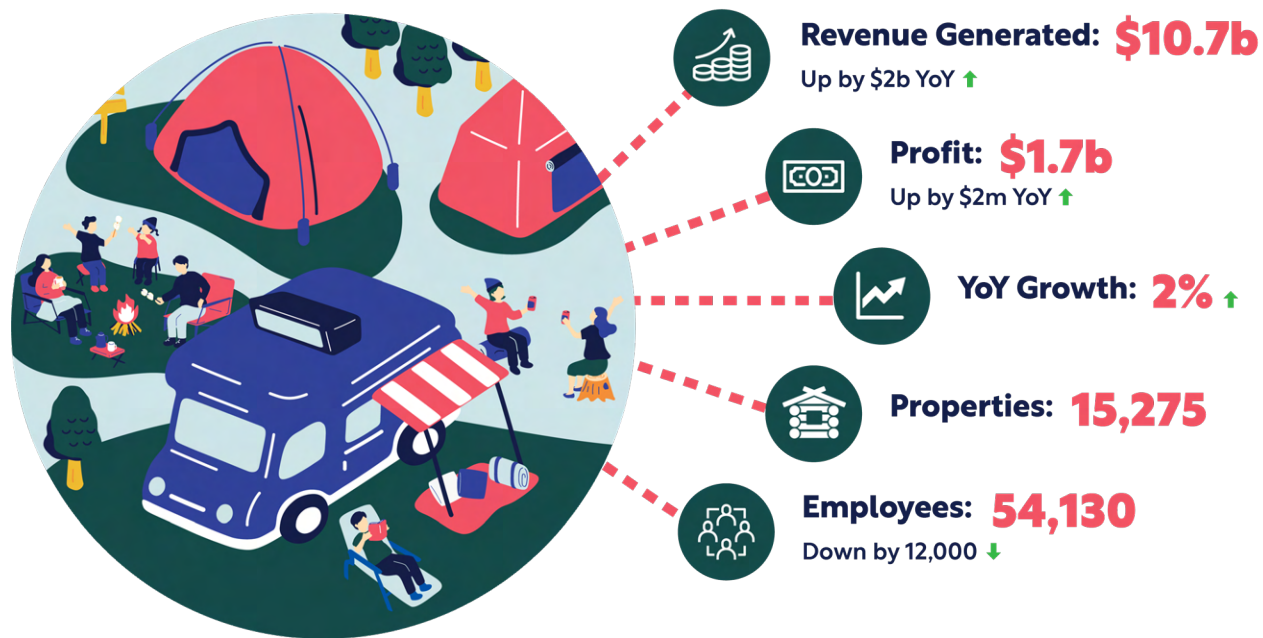 Revenue Generated: $10.7b
Up by $2b YoY
Profit: $1.7b
Up by $2m YoY
YoY Growth: 2%
Properties: 15,275
Employees: 54,130
Down by 12,000